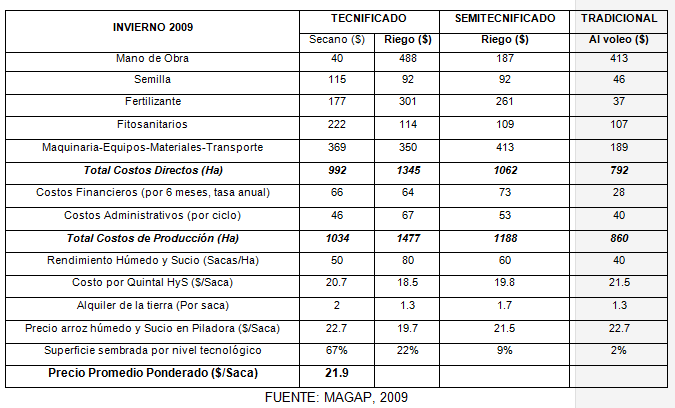 INVIERNO 2009 TECNIFICADO SEMITECNIFICADO TRADICIONAL
Secano ($) Riego ($) Riego ($) Al voleo ($)
Mano de Obra 40 488 187 413
Semilla 115 92 92 46
Fertilizante 177 301 261 37
Fitosanitarios 222 114 109 107
Maquinaria-Equipos-Materiales-Transporte 369 350 413 189
Total Costos Directos (Ha) 992 1345 1062 792
Costos Financieros (por 6 meses, tasa anual) 66 64 73 28
Costos Administrativos (por ciclo) 46 67 53 40
Total Costos de Producción (Ha) 1034 1477 1188 860
Rendimiento Húmedo y Sucio (Sacas/Ha) 50 80 60 40
Costo por Quintal HyS ($/Saca) 20.7 18.5 19.8 21.5
Alquiler de la tierra (Por saca) 2 1.3 1.7 1.3
Precio arroz húmedo y Sucio en Piladora ($/Saca) 22.7 19.7 21.5 22.7
Superficie sembrada por nivel tecnológico 67% 22% 9% 2%
Precio Promedio Ponderado ($/Saca) 21.9
FUENTE: MAGAP, 2009